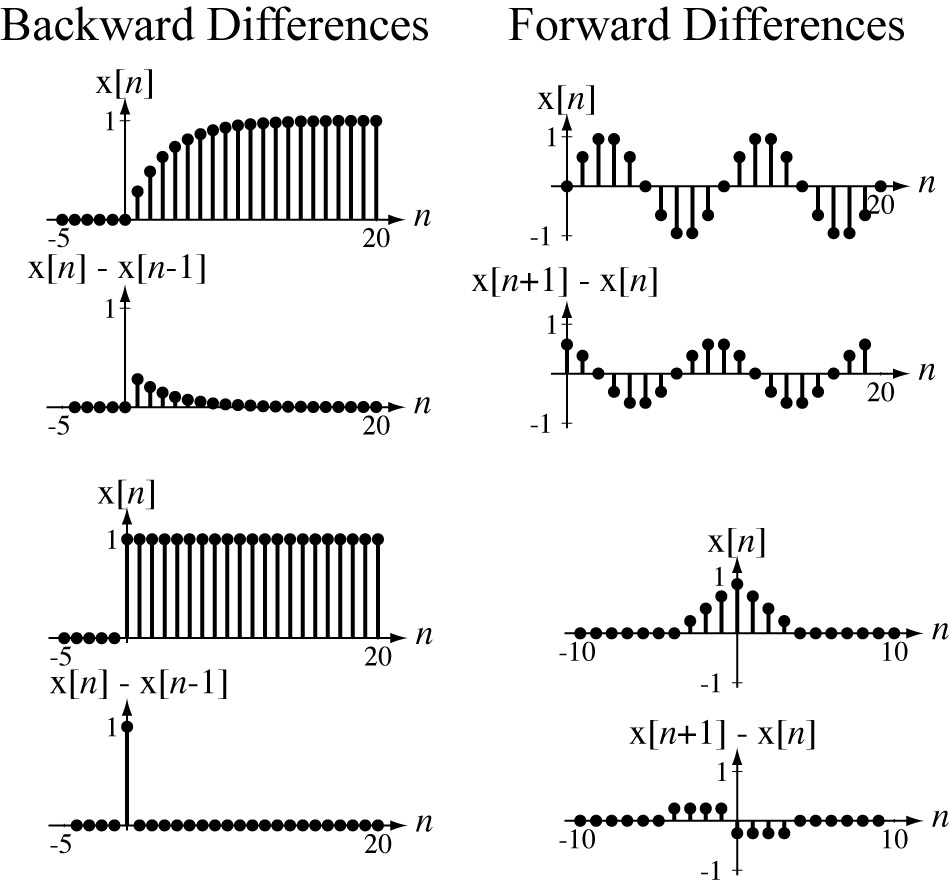 Backward Differences
Forward Differences
x[n]
1
n
-5
20
x[n] - x[n-1]
1
n
-5
20
x[n]
1
n
-5
20
x[n] - x[n-1]
1
n
-5
20
x[n]
1
n
20
-1
x[n+1] - x[n]
1
n
20
-1
x[n]
1
n
-10
10
-1
x[n+1] - x[n]
1
n
-10
10
-1